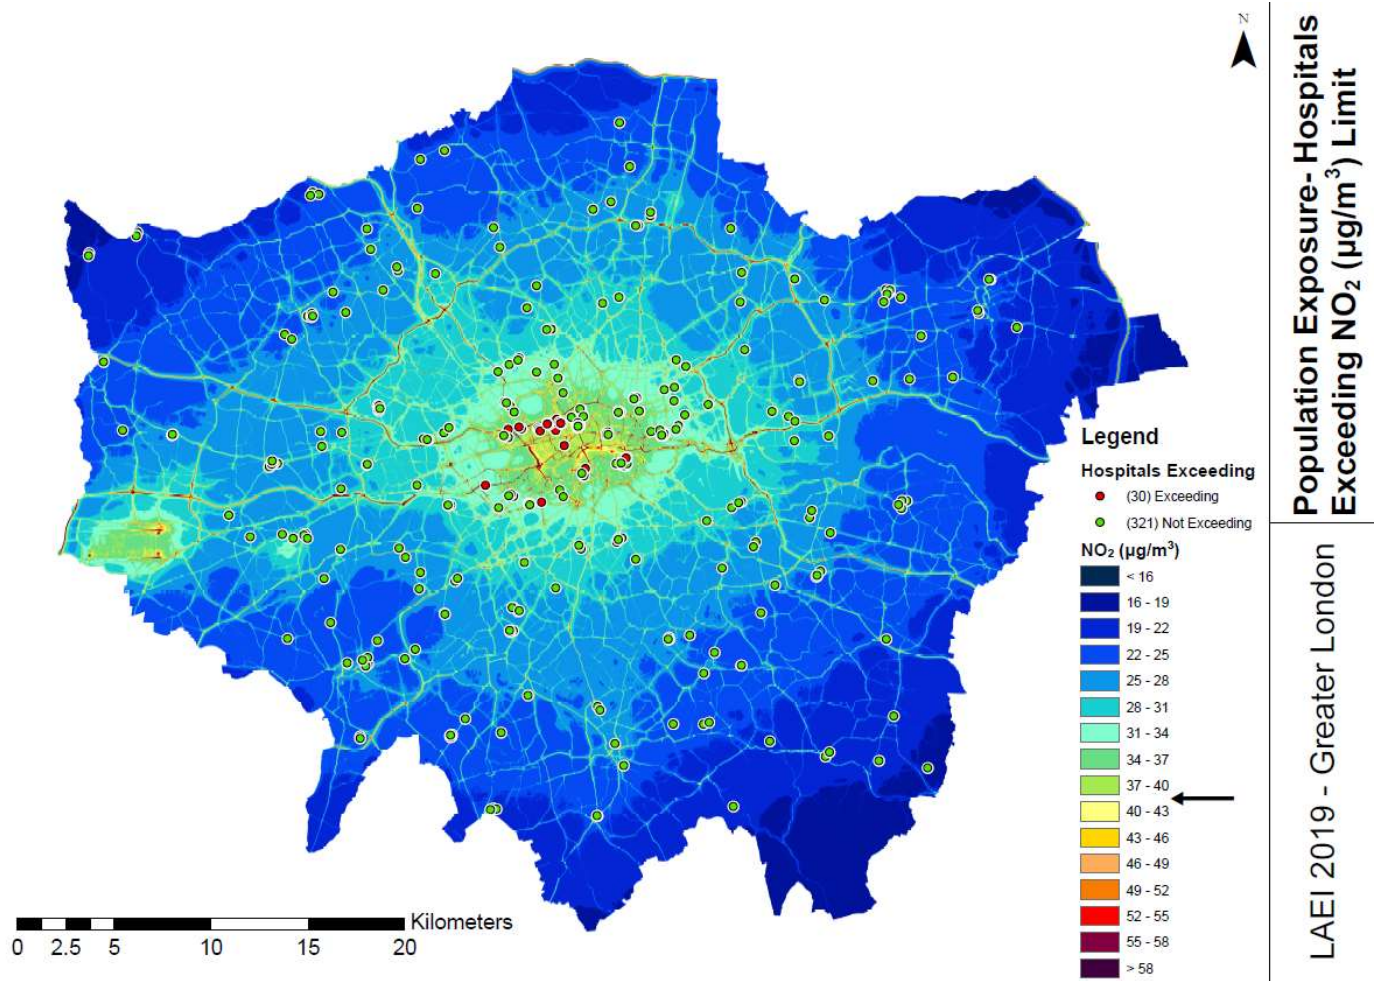 N
Population Exposure- Hospitals
Exceeding NO₂ (µg/m³) Limit
LAEI 2019 - Greater London
Legend
Hospitals Exceeding
(30) Exceeding
(321) Not Exceeding
NO₂ (µg/m³)
< 16
16 - 19
19 - 22
22 - 25
25 - 28
28 - 31
31 - 34
34 - 37
37 - 40
40 - 43
43 - 46
46 - 49
49 - 52
52 - 55
55 - 58
> 58
Kilometers
0 2.5 5 10 15 20